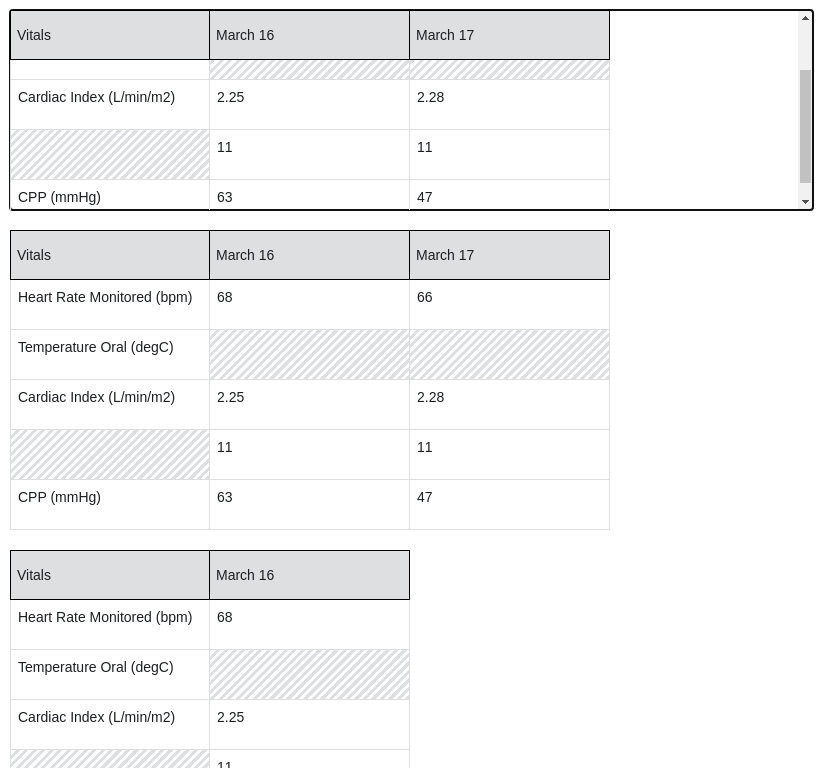 Vitals March 16 March 17
Cardiac Index (L/min/m2) 2.25 2.28
11 11
CPP (mmHg) 63 47
Vitals March 16 March 17
Heart Rate Monitored (bpm) 68 66
Temperature Oral (degC)
Cardiac Index (L/min/m2) 2.25 2.28
11 11
CPP (mmHg) 63 47
Vitals March 16
Heart Rate Monitored (bpm) 68
Temperature Oral (degC)
Cardiac Index (L/min/m2) 2.25
11